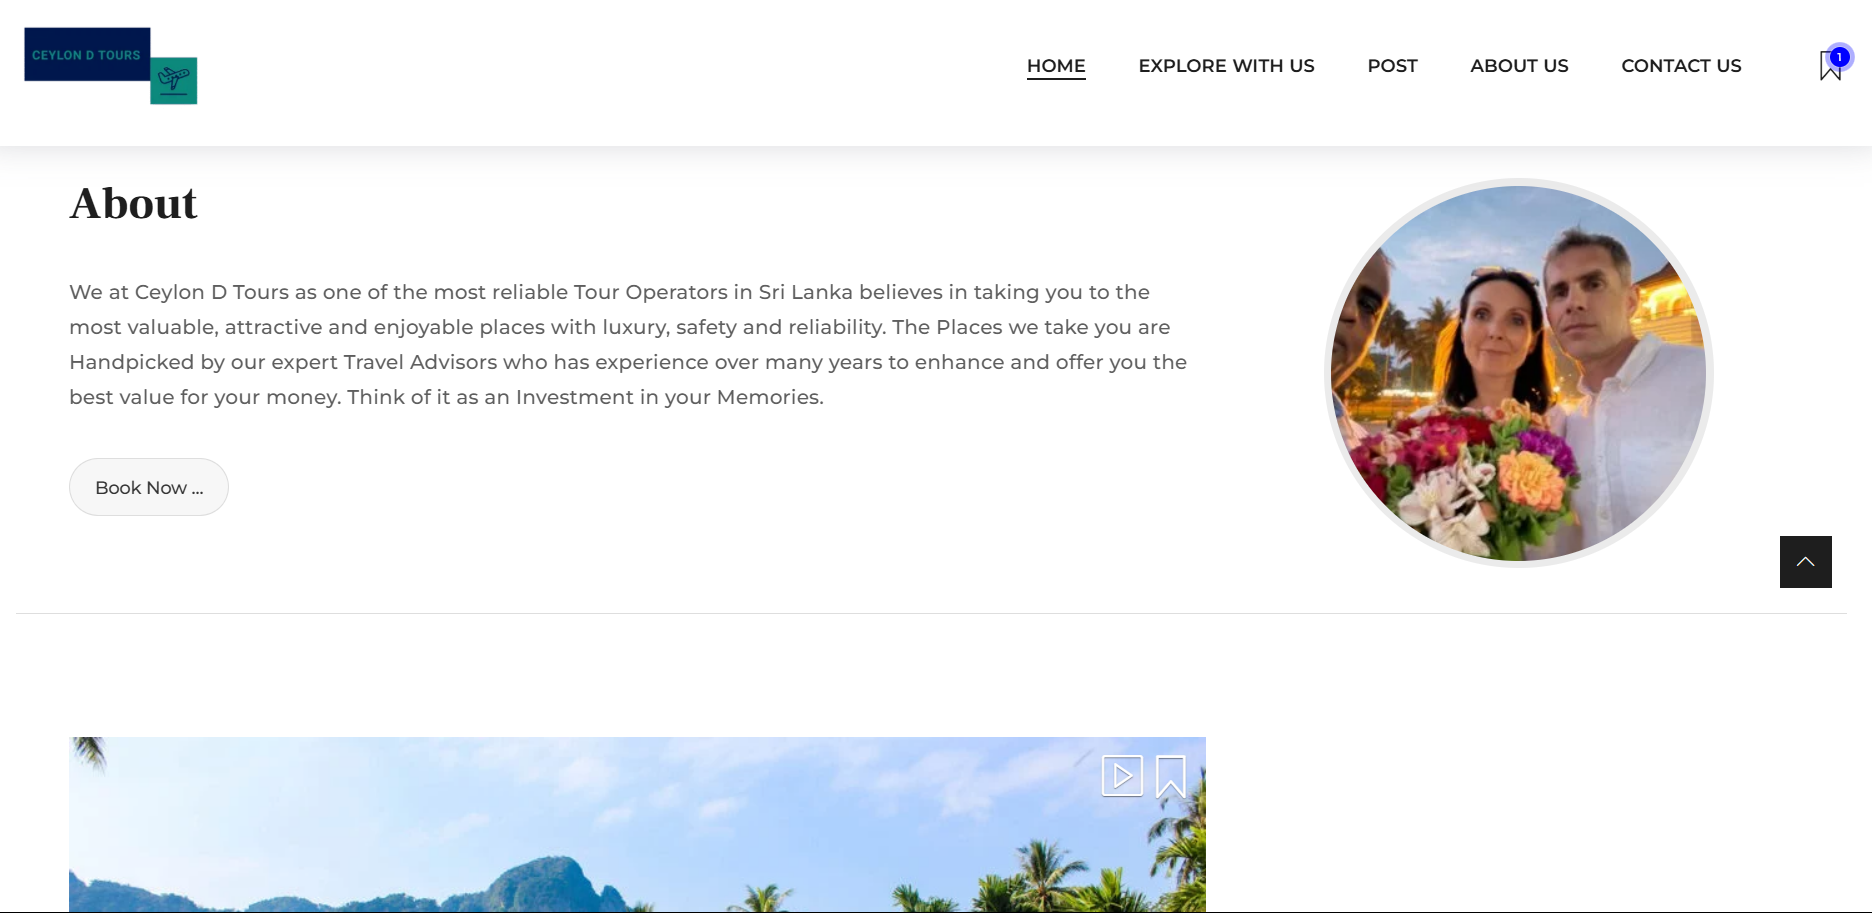 CEYLON D TOURS
HOME
EXPLORE WITH US
POST
ABOUT US
CONTACT US
1
About
We at Ceylon D Tours as one of the most reliable Tour Operators in Sri Lanka believes in taking you to the
most valuable, attractive and enjoyable places with luxury, safety and reliability. The Places we take you are
Handpicked by our expert Travel Advisors who has experience over many years to enhance and offer you the
best value for your money. Think of it as an Investment in your Memories.
Book Now ...